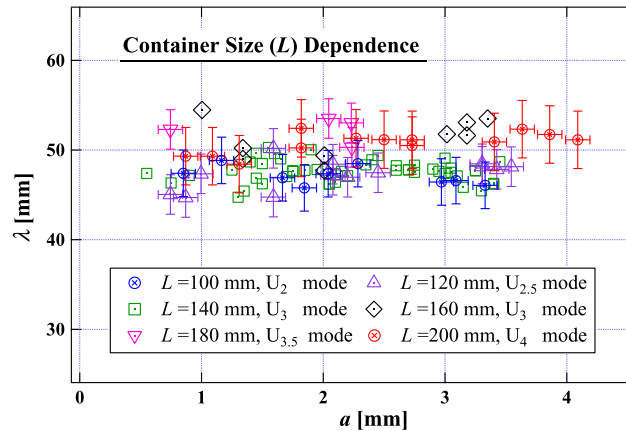 Container Size (L) Dependence
60
50
40
30
λ [mm]
L =100 mm, U2 mode
L =120 mm, U2.5 mode
L =140 mm, U3 mode
L =160 mm, U3 mode
L =180 mm, U3.5 mode
L =200 mm, U4 mode
0 1 2 3 4
a [mm]